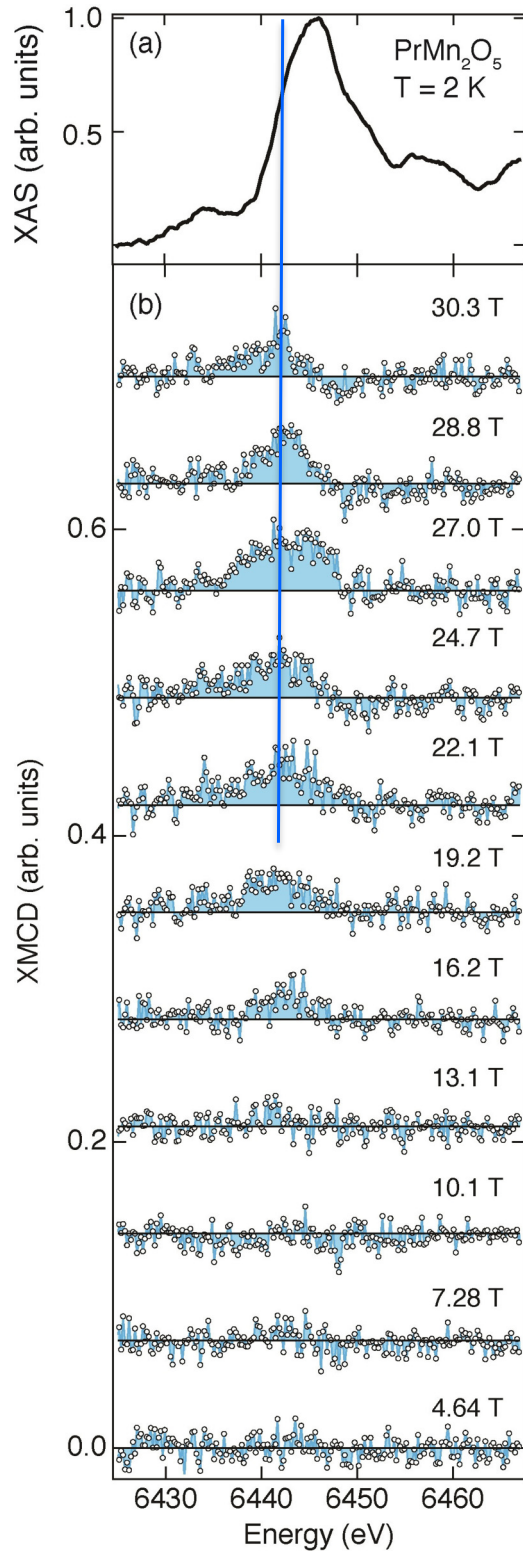 1.0
(a)
PrMn₂O₅
T = 2 K
0.5
XAS (arb. units)
0.0
(b)
30.3 T
28.8 T
0.6
27.0 T
24.7 T
22.1 T
0.4
19.2 T
XMCD (arb. units)
16.2 T
13.1 T
0.2
10.1 T
7.28 T
4.64 T
0.0
6430 6440 6450 6460
Energy (eV)